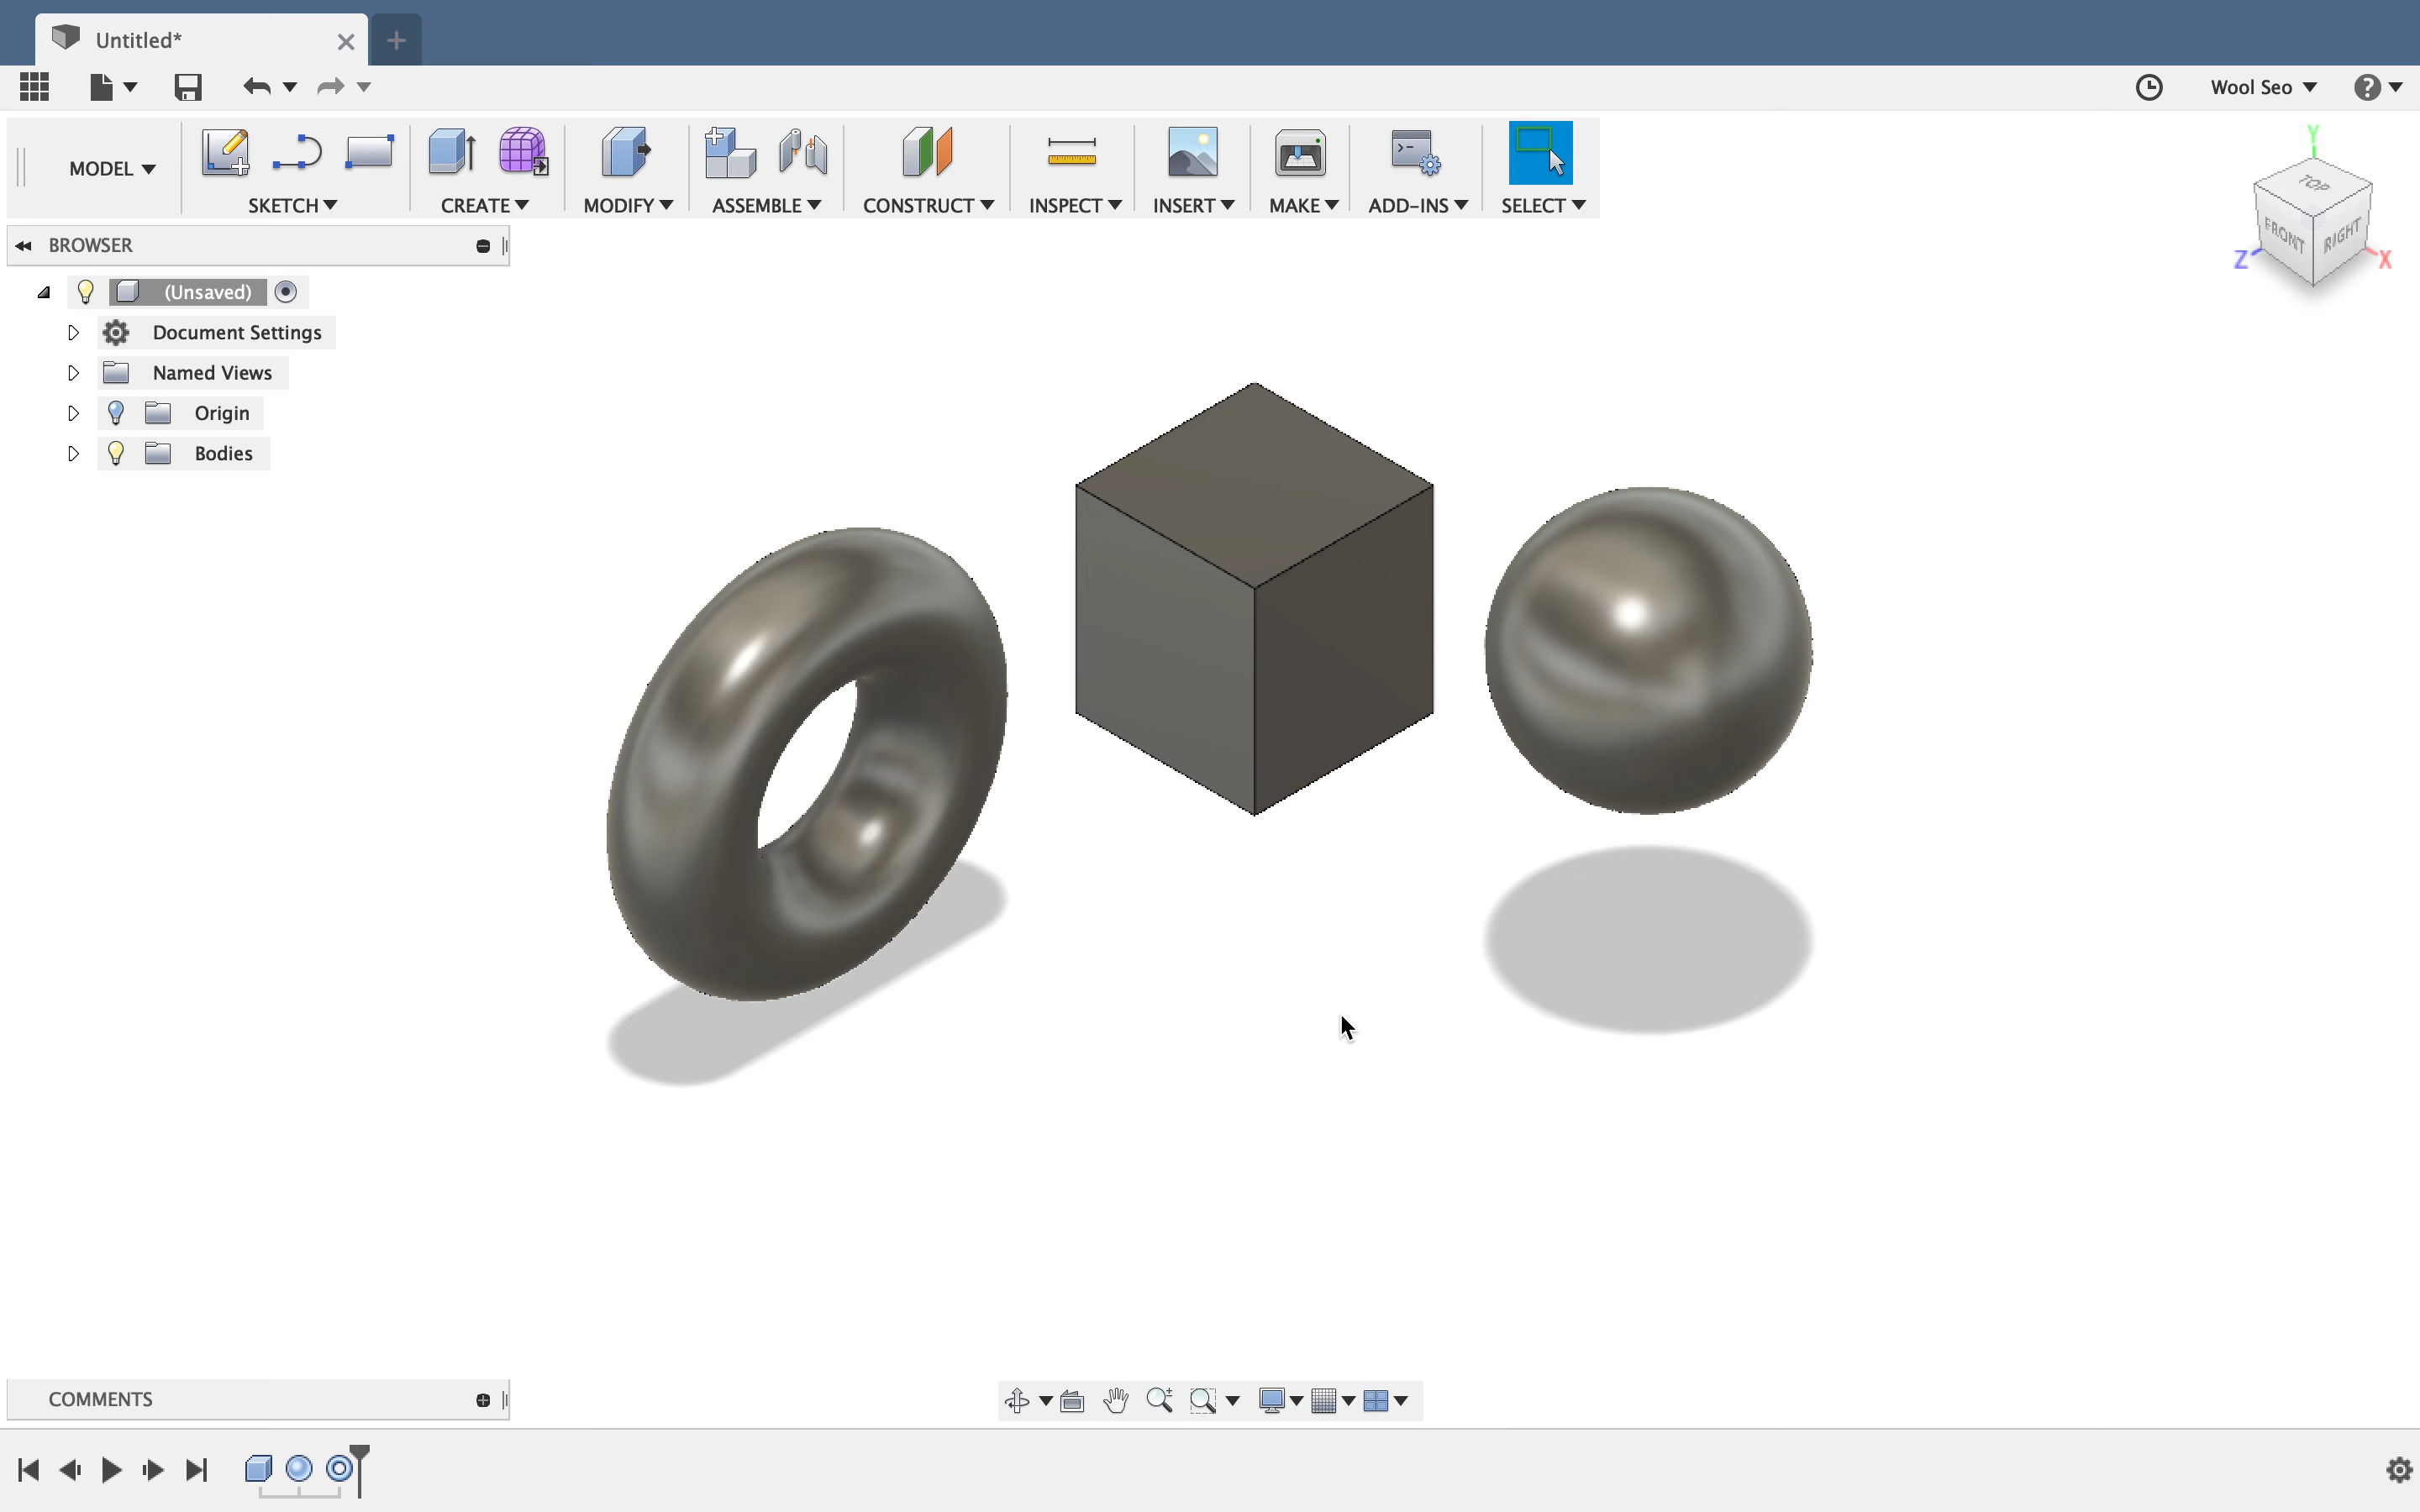 Untitled*
Wool Seo
?
MODEL
SKETCH
CREATE
MODIFY
ASSEMBLE
CONSTRUCT
INSPECT
INSERT
MAKE
ADD-INS
SELECT
Y
TOP
FRONT
RIGHT
Z
X
BROWSER
(Unsaved)
Document Settings
Named Views
Origin
Bodies
COMMENTS